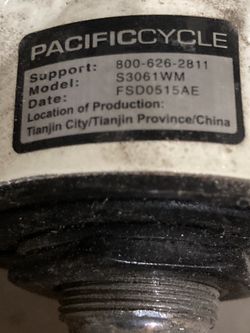 PACIFICCYCLE
Support: 800-626-2811
Model: S3061WM
Date: FSD0515AE
Location of Production:
Tianjin City/Tianjin Province/China